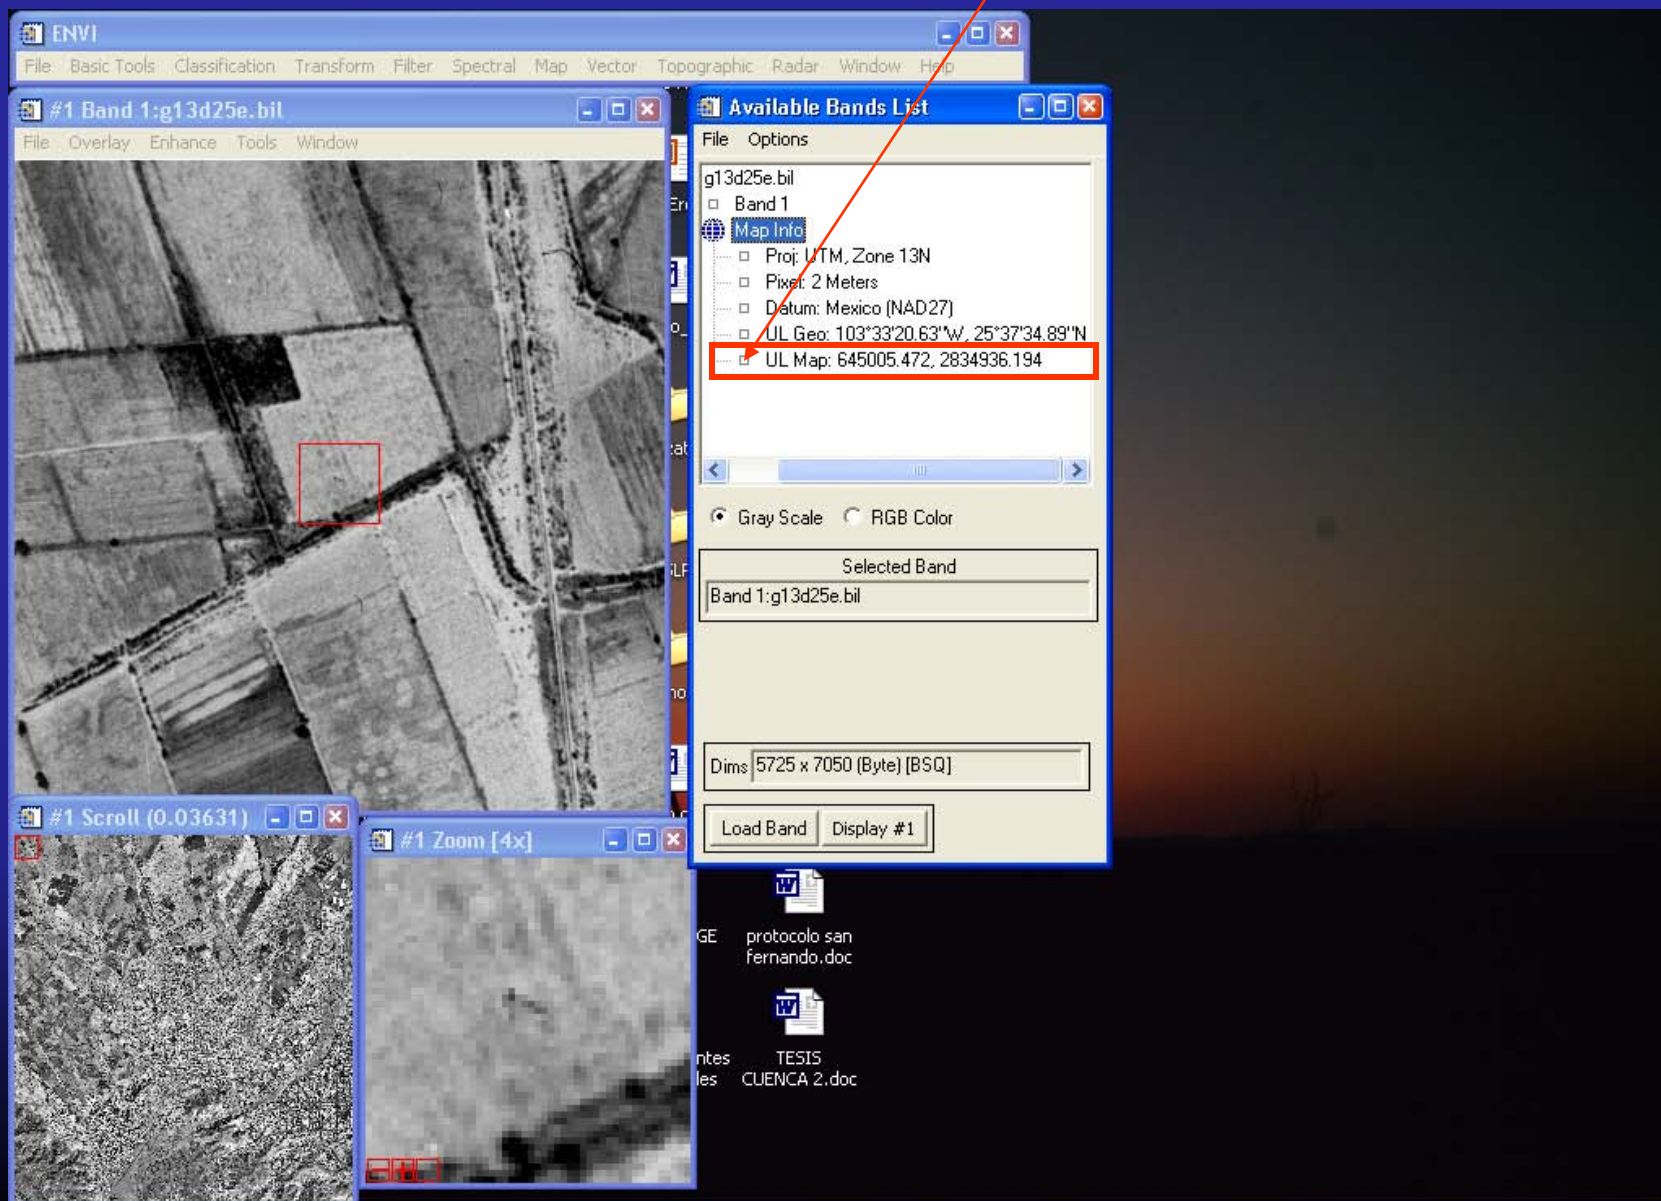 ENVI
File Basic Tools Classification Transform Filter Spectral Map Vector Topographic Radar Window Help
#1 Band 1:g13d25e.bil
File Overlay Enhance Tools Window
Available Bands List
File Options
g13d25e.bil
Band 1
Map Info
Proj: UTM, Zone 13N
Pixel: 2 Meters
Datum: Mexico (NAD27)
UL Geo: 103°33'20.63"W, 25°37'34.89"N
UL Map: 645005.472, 2834936.194
Gray Scale RGB Color
Selected Band
Band 1:g13d25e.bil
Dims 5725 x 7050 (Byte) [BSQ]
Load Band Display #1
#1 Scroll (0.03631)
#1 Zoom [4x]
GE protocolo san
fernando.doc
ntes TESIS
les CUENCA 2.doc